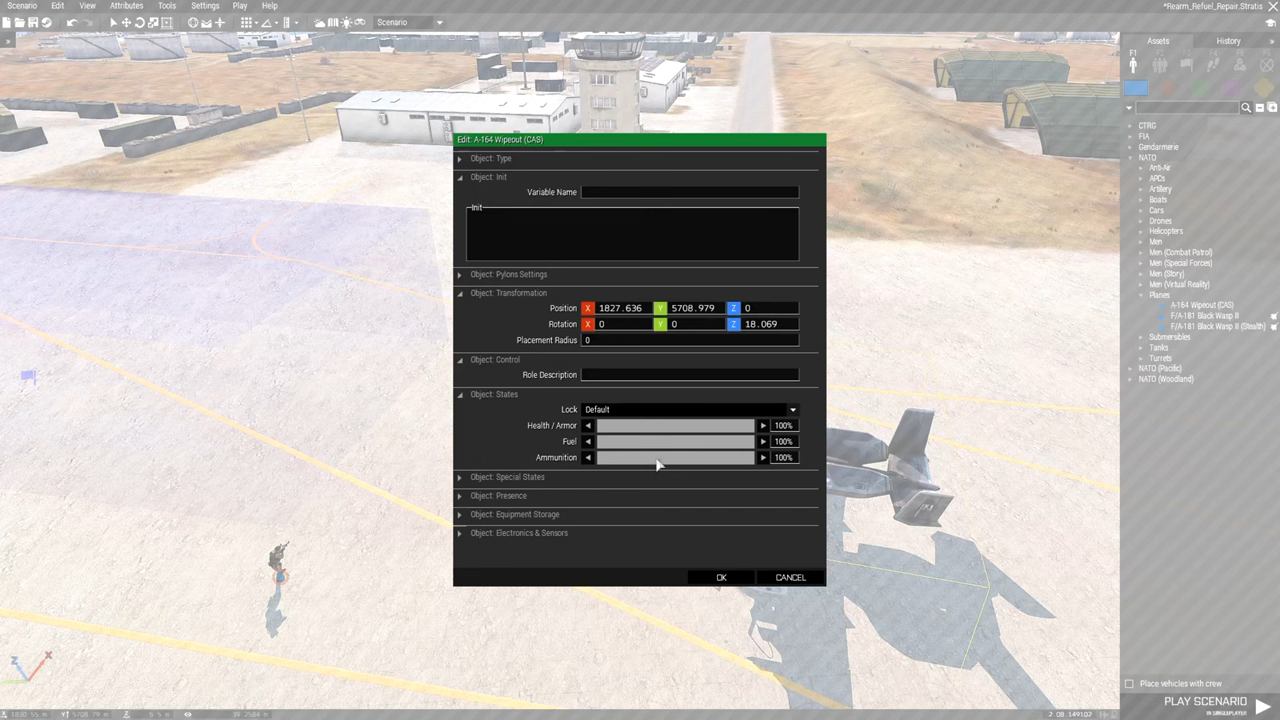 Scenario Edit View Attributes Tools Settings Play Help *Rearm_Refuel_Repair.Stratis
Scenario
Assets History
F1
Edit: A-164 Wipeout (CAS)
Object: Type
Object: Init
Variable Name
Init
Object: Pylons Settings
Object: Transformation
Position X 1827.636 Y 5708.979 Z 0
Rotation X 0 Y 0 Z 18.069
Placement Radius 0
Object: Control
Role Description
Object: States
Lock Default
Health / Armor 100%
Fuel 100%
Ammunition 100%
Object: Special States
Object: Presence
Object: Equipment Storage
Object: Electronics & Sensors
OK CANCEL
CTRG
FIA
Gendarmerie
NATO
Anti-Air
APCs
Artillery
Boats
Cars
Drones
Helicopters
Men
Men (Combat Patrol)
Men (Special Forces)
Men (Story)
Men (Virtual Reality)
Planes
A-164 Wipeout (CAS)
F/A-181 Black Wasp II
F/A-181 Black Wasp II (Stealth)
Submersibles
Tanks
Turrets
NATO (Pacific)
NATO (Woodland)
Place vehicles with crew
PLAY SCENARIO
IN SINGLEPLAYER
Z X
2.08.149107